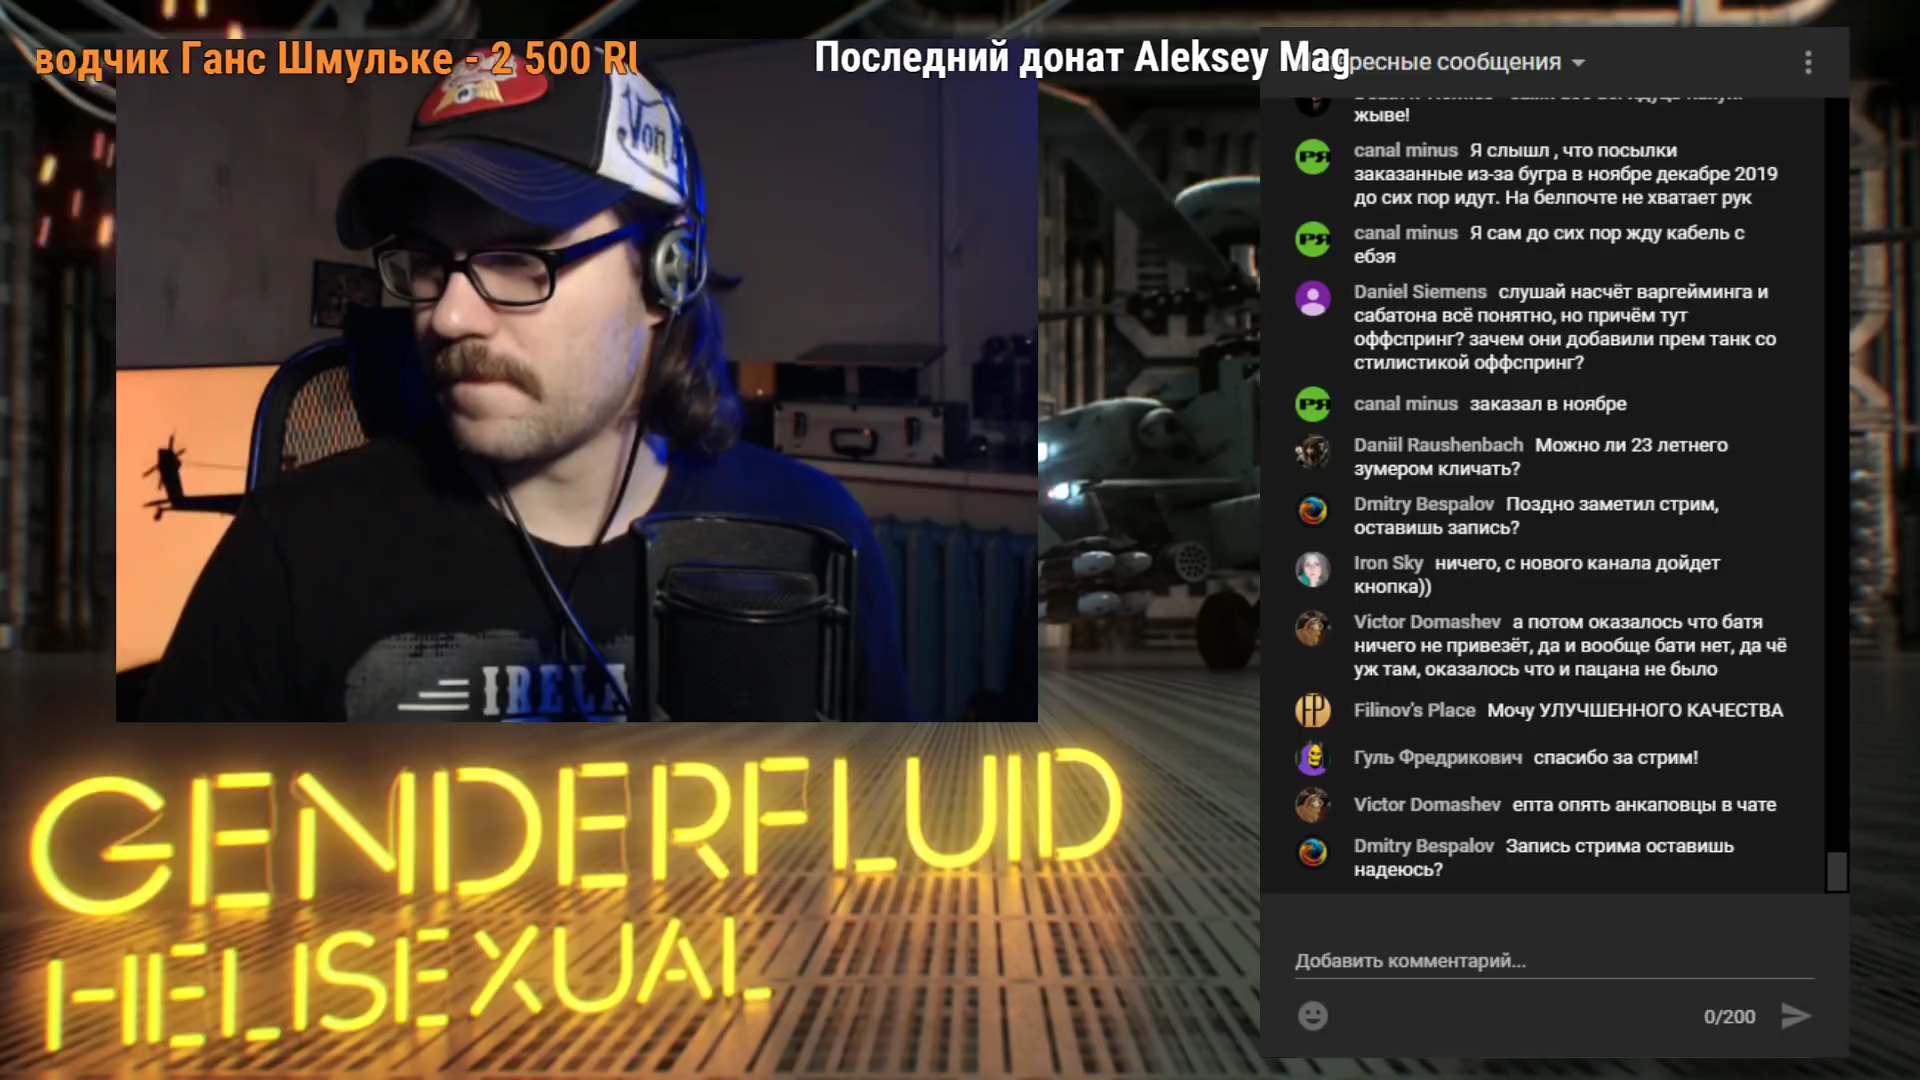 водчик Ганс Шмульке - 2 500 RU
Последний донат Aleksey Mag
ресные сообщения
жыве!
canal minus Я слышл , что посылки
заказанные из-за бугра в ноябре декабре 2019
до сих пор идут. На белпочте не хватает рук
canal minus Я сам до сих пор жду кабель с
ебэя
Daniel Siemens слушай насчёт варгейминга и
сабатона всё понятно, но причём тут
оффспринг? зачем они добавили прем танк со
стилистикой оффспринг?
canal minus заказал в ноябре
Daniil Raushenbach Можно ли 23 летнего
зумером кличать?
Dmitry Bespalov Поздно заметил стрим,
оставишь запись?
Iron Sky ничего, с нового канала дойдет
кнопка))
Victor Domashev а потом оказалось что батя
ничего не привезёт, да и вообще бати нет, да чё
уж там, оказалось что и пацана не было
Filinov's Place Мочу УЛУЧШЕННОГО КАЧЕСТВА
Гуль Фредрикович спасибо за стрим!
Victor Domashev епта опять анкаповцы в чате
Dmitry Bespalov Запись стрима оставишь
надеюсь?
Добавить комментарий...
0/200
Von
IRELA
GENDERFLUID
HELISEXUAL